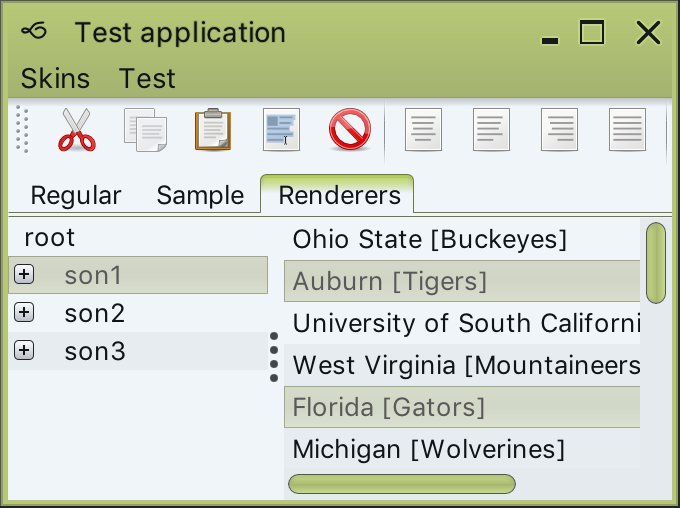 Test application
Skins Test
Regular Sample Renderers
root
son1
son2
son3
Ohio State [Buckeyes]
Auburn [Tigers]
University of South Californi
West Virginia [Mountaineers
Florida [Gators]
Michigan [Wolverines]